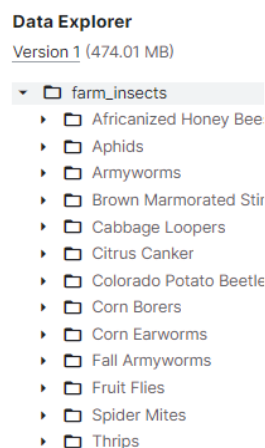 Data Explorer
Version 1 (474.01 MB)
farm_insects
Africanized Honey Bee
Aphids
Armyworms
Brown Marmorated
Cabbage Loopers
Citrus Canker
Colorado Potato Beetle
Corn Borers
Corn Earworms
Fall Armyworms
Fruit Flies
Spider Mites
Thrips